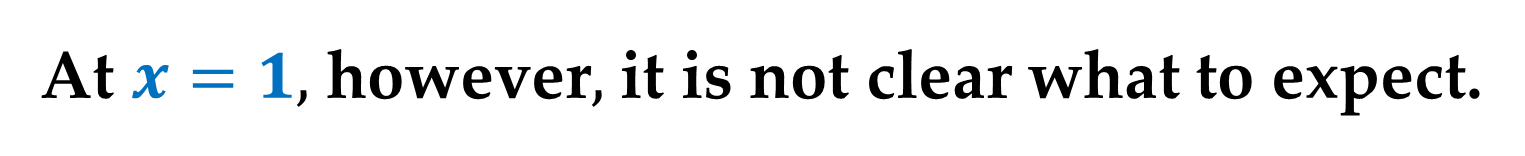 At x = 1, however, it is not clear what to expect.